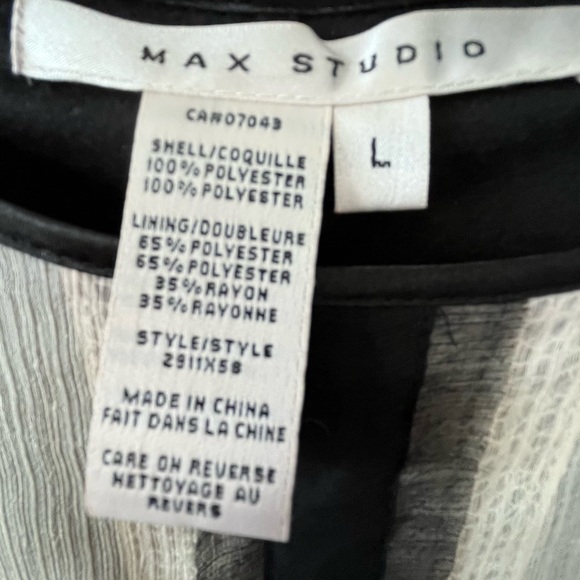 MAX STUDIO
L
CA#07043
SHELL/COQUILLE
100% POLYESTER
100% POLYESTER
LINING/DOUBLEURE
65% POLYESTER
65% POLYESTER
35% RAYON
35% RAYONNE
STYLE/STYLE
2911X58
MADE IN CHINA
FAIT DANS LA CHINE
CARE ON REVERSE
NETTOYAGE AU
REVERS